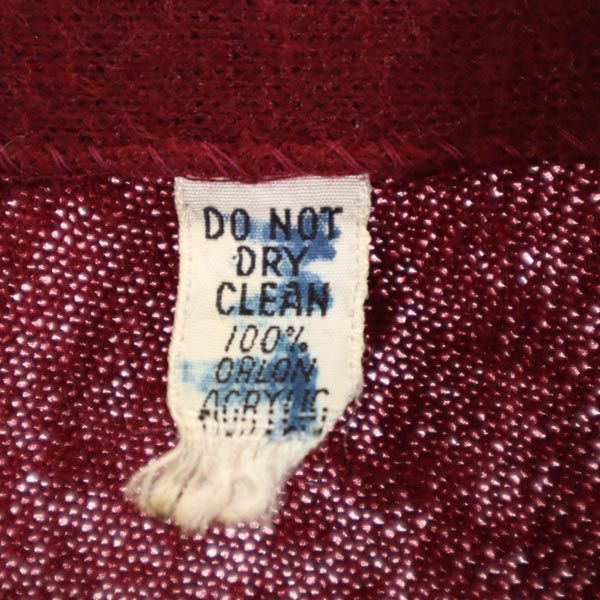 DO NOT
DRY
CLEAN
100%
ORLON
ACRYLIC